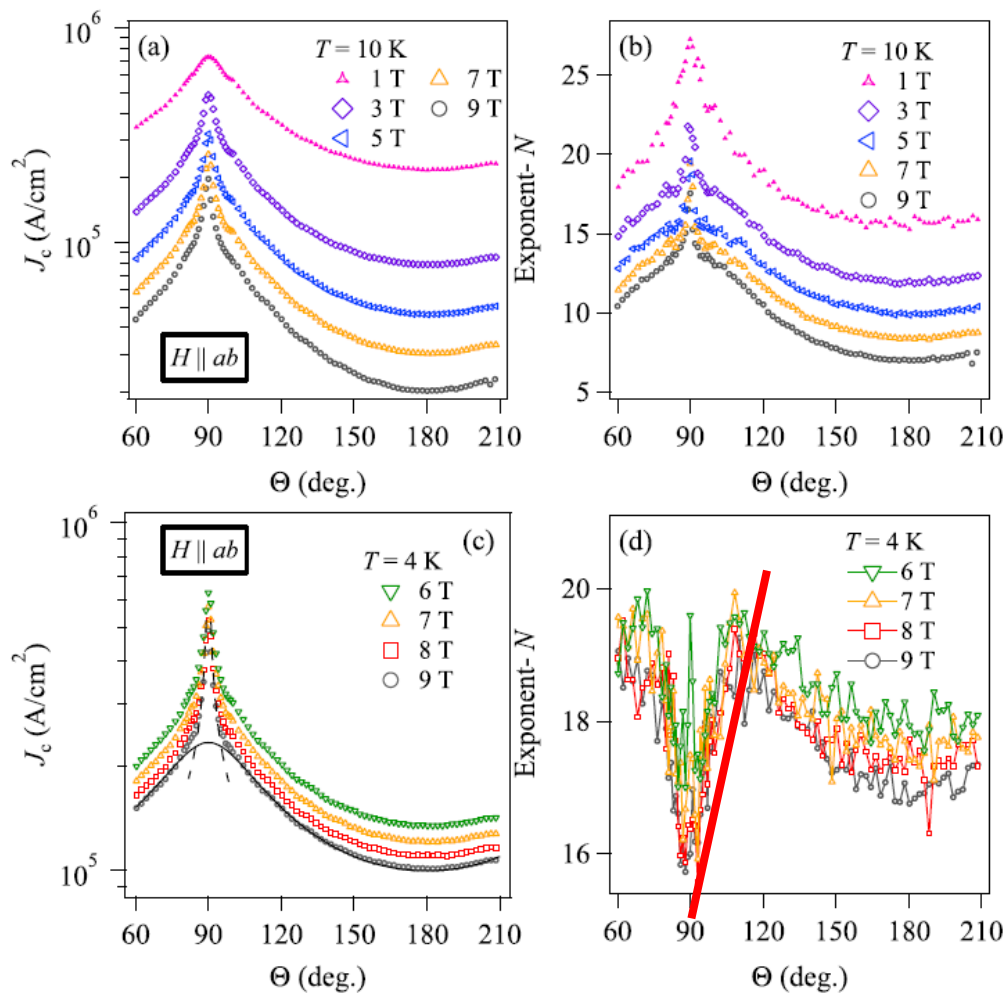 (a)
T = 10 K
1 T
3 T
5 T
7 T
9 T
H || ab
10^6
10^5
J_c (A/cm^2)
60 90 120 150 180 210
Θ (deg.)
(b)
T = 10 K
1 T
3 T
5 T
7 T
9 T
25
20
15
10
5
Exponent- N
60 90 120 150 180 210
Θ (deg.)
(c)
H || ab
T = 4 K
6 T
7 T
8 T
9 T
10^6
10^5
J_c (A/cm^2)
60 90 120 150 180 210
Θ (deg.)
(d)
T = 4 K
6 T
7 T
8 T
9 T
20
18
16
Exponent- N
60 90 120 150 180 210
Θ (deg.)